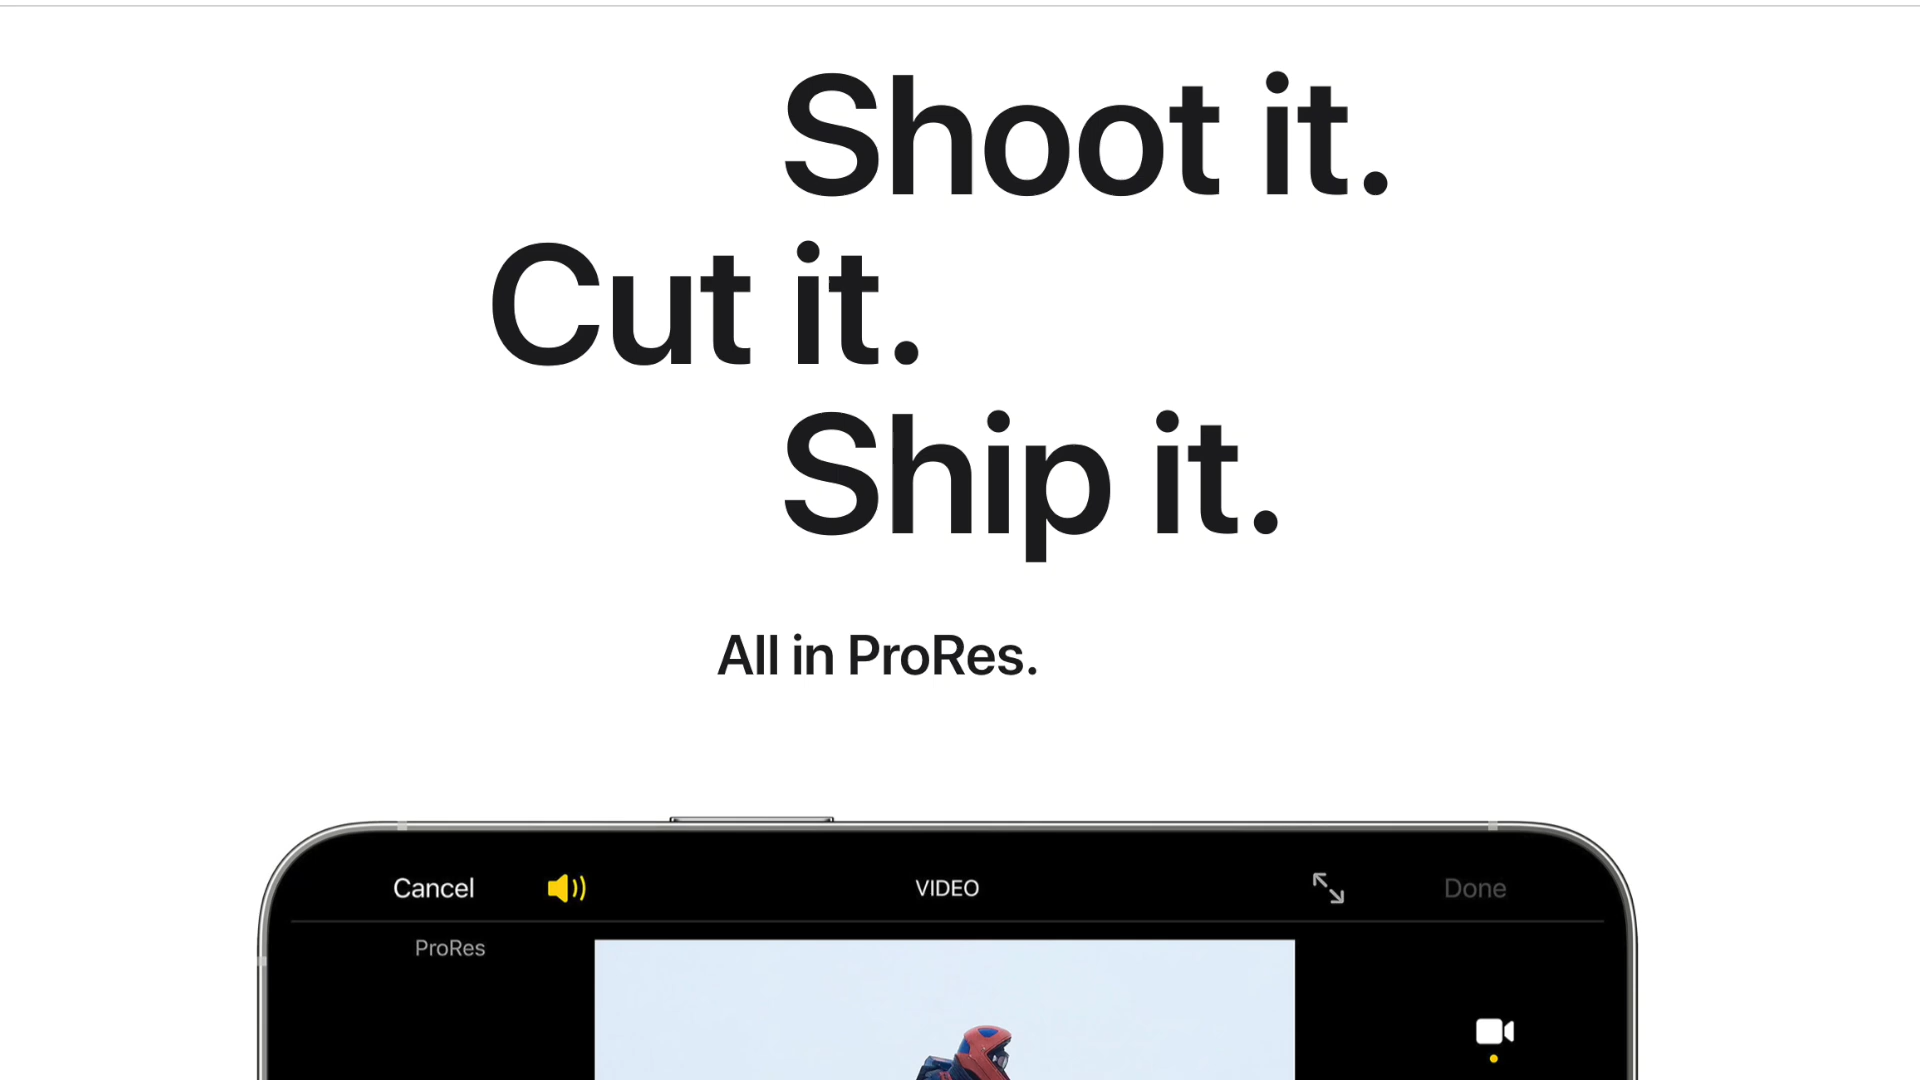 Shoot it.
Cut it.
Ship it.
All in ProRes.
Cancel
VIDEO
Done
ProRes